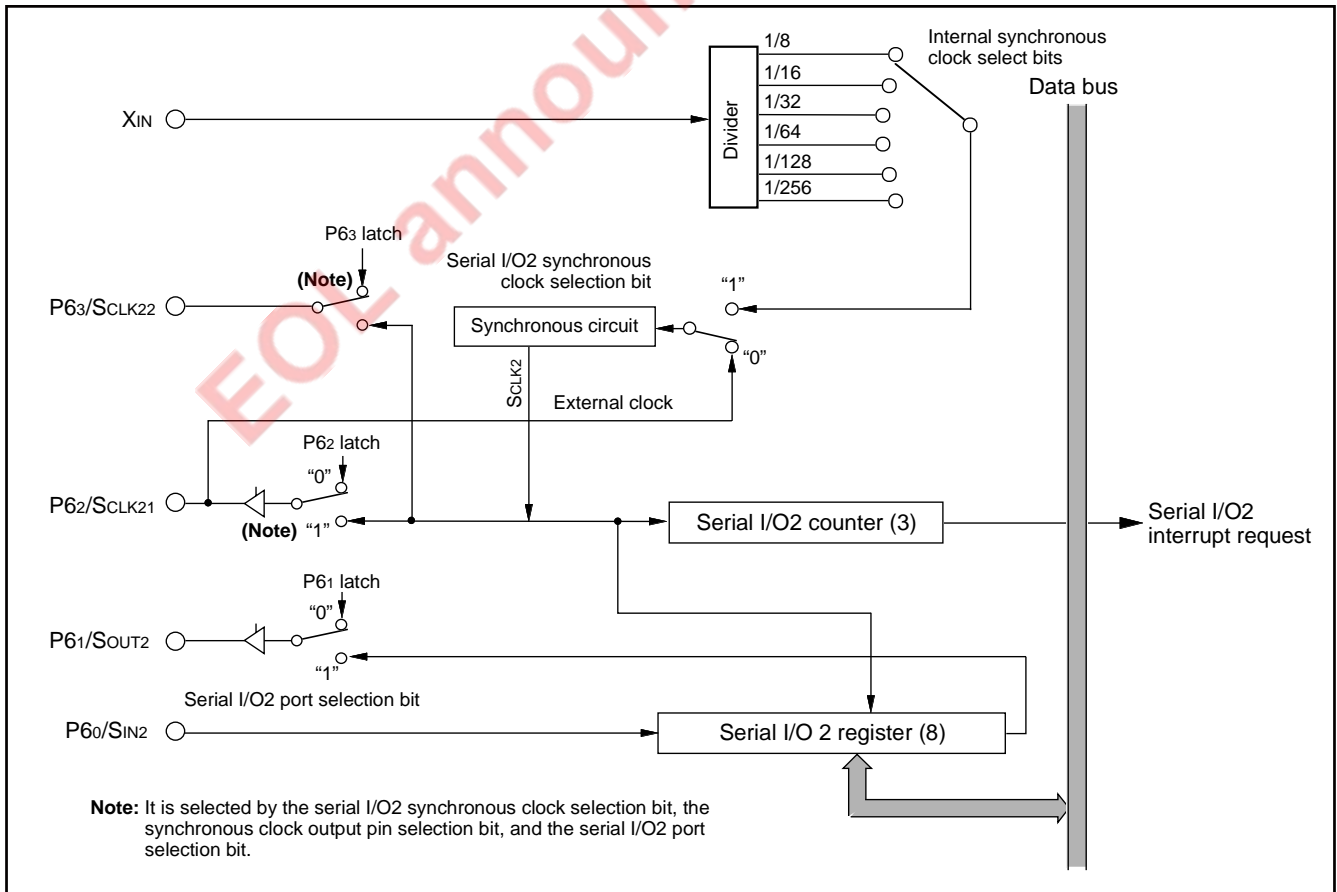 EOL announ
1/8
1/16
1/32
1/64
1/128
1/256
Divider
Internal synchronous
clock select bits
Data bus
XIN
P63 latch
(Note)
P63/SCLK22
Serial I/O2 synchronous
clock selection bit
"1"
Synchronous circuit
"0"
SCLK2
External clock
P62 latch
"0"
P62/SCLK21
(Note) "1"
Serial I/O2 counter (3)
Serial I/O2
interrupt request
P61 latch
"0"
P61/SOUT2
"1"
Serial I/O2 port selection bit
P60/SIN2
Serial I/O 2 register (8)
Note: It is selected by the serial I/O2 synchronous clock selection bit, the
synchronous clock output pin selection bit, and the serial I/O2 port
selection bit.